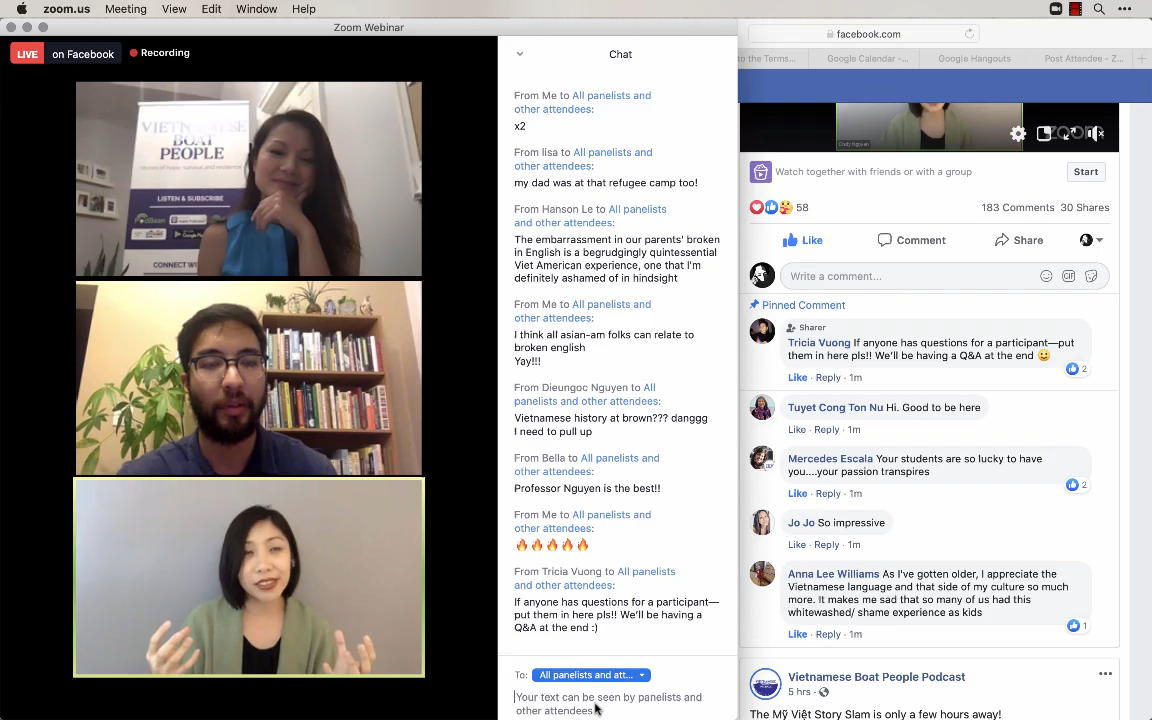 zoom.us Meeting View Edit Window Help
Zoom Webinar
LIVE on Facebook Recording
VIETNAMESE
BOAT
PEOPLE
LISTEN & SUBSCRIBE
CONNECT W
Chat
From Me to All panelists and
other attendees:
x2
From lisa to All panelists and
other attendees:
my dad was at that refugee camp too!
From Hanson Le to All panelists
and other attendees:
The embarrassment in our parents' broken
in English is a begrudgingly quintessential
Viet American experience, one that I'm
definitely ashamed of in hindsight
From Me to All panelists and
other attendees:
I think all asian-am folks can relate to
broken english
Yay!!!
From Dieungoc Nguyen to All
panelists and other attendees:
Vietnamese history at brown??? danggg
I need to pull up
From Bella to All panelists and
other attendees:
Professor Nguyen is the best!!
From Me to All panelists and
other attendees:
🔥🔥🔥🔥🔥
From Tricia Vuong to All panelists
and other attendees:
If anyone has questions for a participant—
put them in here pls!! We'll be having a
Q&A at the end :)
To: All panelists and att...
Your text can be seen by panelists and
other attendees
facebook.com
to the Terms... Google Calendar -... Google Hangouts Post Attendee - Z...
zoom
Cindy Nguyen
Watch together with friends or with a group Start
58 183 Comments 30 Shares
Like Comment Share
Write a comment...
GIF
Pinned Comment
Sharer
Tricia Vuong If anyone has questions for a participant—put
them in here pls!! We'll be having a Q&A at the end 😀
2
Like · Reply · 1m
Tuyet Cong Ton Nu Hi. Good to be here
Like · Reply · 1m
Mercedes Escala Your students are so lucky to have
you....your passion transpires
2
Like · Reply · 1m
Jo Jo So impressive
Like · Reply · 1m
Anna Lee Williams As I've gotten older, I appreciate the
Vietnamese language and that side of my culture so much
more. It makes me sad that so many of us had this
whitewashed/ shame experience as kids
1
Like · Reply · 1m
Vietnamese Boat People Podcast
5 hrs ·
The Mỹ Việt Story Slam is only a few hours away!